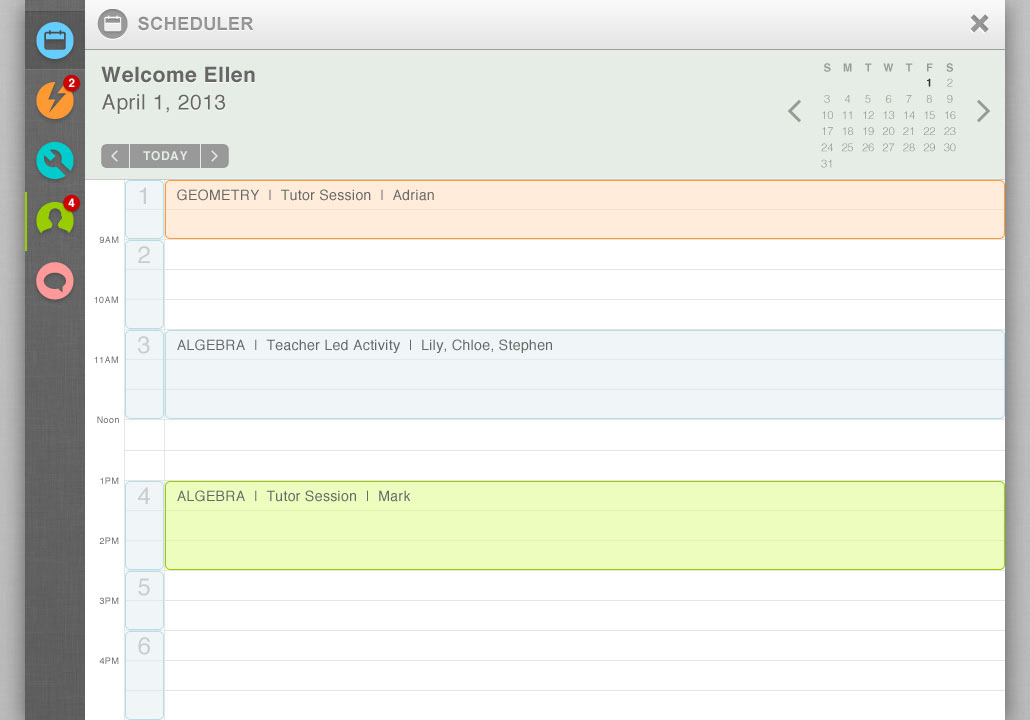 SCHEDULER
Welcome Ellen
April 1, 2013
TODAY
S M T W T F S
1 2
3 4 5 6 7 8 9
10 11 12 13 14 15 16
17 18 19 20 21 22 23
24 25 26 27 28 29 30
31
2
4
1 GEOMETRY | Tutor Session | Adrian
9AM
2
10AM
3 ALGEBRA | Teacher Led Activity | Lily, Chloe, Stephen
11AM
Noon
1PM
4 ALGEBRA | Tutor Session | Mark
2PM
5
3PM
6
4PM